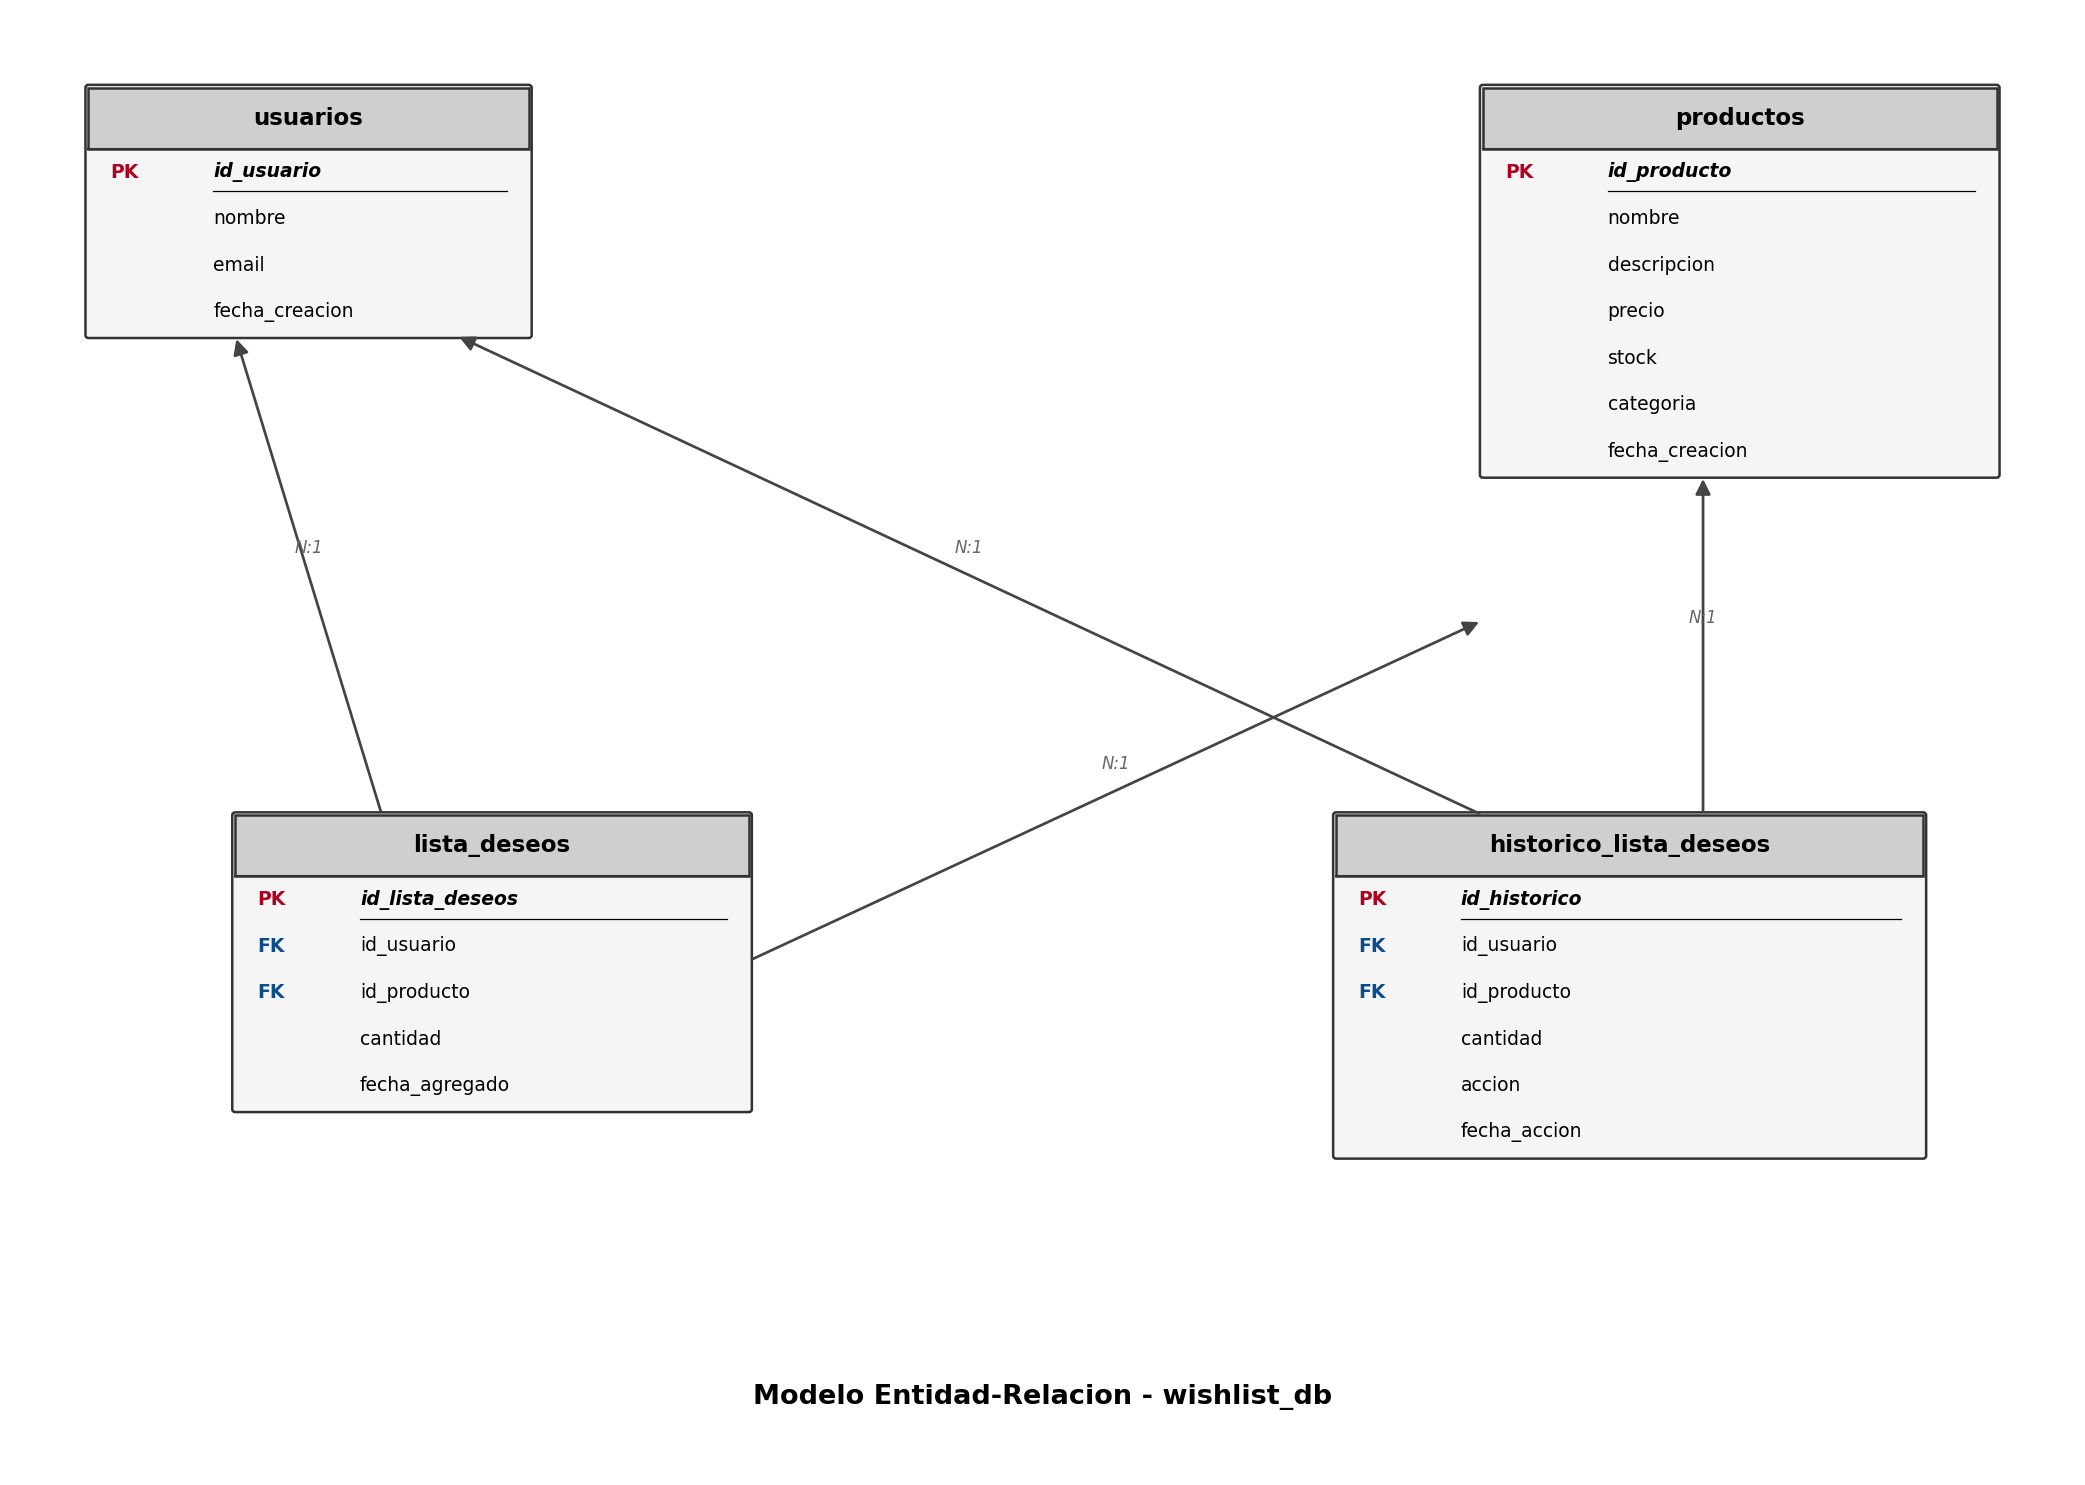 usuarios
PK id_usuario
nombre
email
fecha_creacion
productos
PK id_producto
nombre
descripcion
precio
stock
categoria
fecha_creacion
N:1
N:1
N:1
N:1
lista_deseos
PK id_lista_deseos
FK id_usuario
FK id_producto
cantidad
fecha_agregado
historico_lista_deseos
PK id_historico
FK id_usuario
FK id_producto
cantidad
accion
fecha_accion
Modelo Entidad-Relacion - wishlist_db